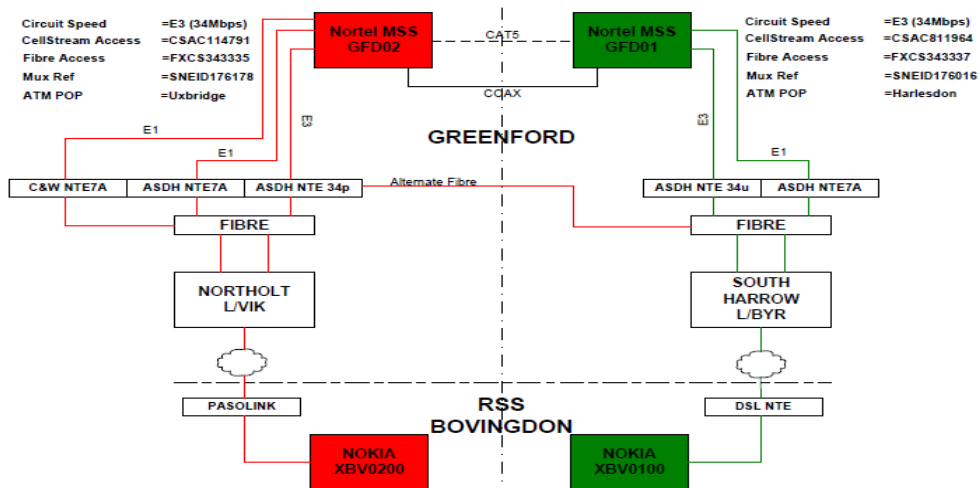 Circuit Speed =E3 (34Mbps)
CellStream Access =CSAC114791
Fibre Access =FXCS343335
Mux Ref =SNEID176178
ATM POP =Uxbridge
Nortel MSS
GFD02
CAT5
Nortel MSS
GFD01
Circuit Speed =E3 (34Mbps)
CellStream Access =CSAC811964
Fibre Access =FXCS343337
Mux Ref =SNEID176016
ATM POP =Harlesdon
COAX
E1
E1
E3
GREENFORD
E3
E1
C&W NTE7A
ASDH NTE7A
ASDH NTE 34p
Alternate Fibre
ASDH NTE 34u
ASDH NTE7A
FIBRE
FIBRE
NORTHOLT
L/VIK
SOUTH
HARROW
L/BYR
PASOLINK
RSS
BOVINGDON
DSL NTE
NOKIA
XBV0200
NOKIA
XBV0100